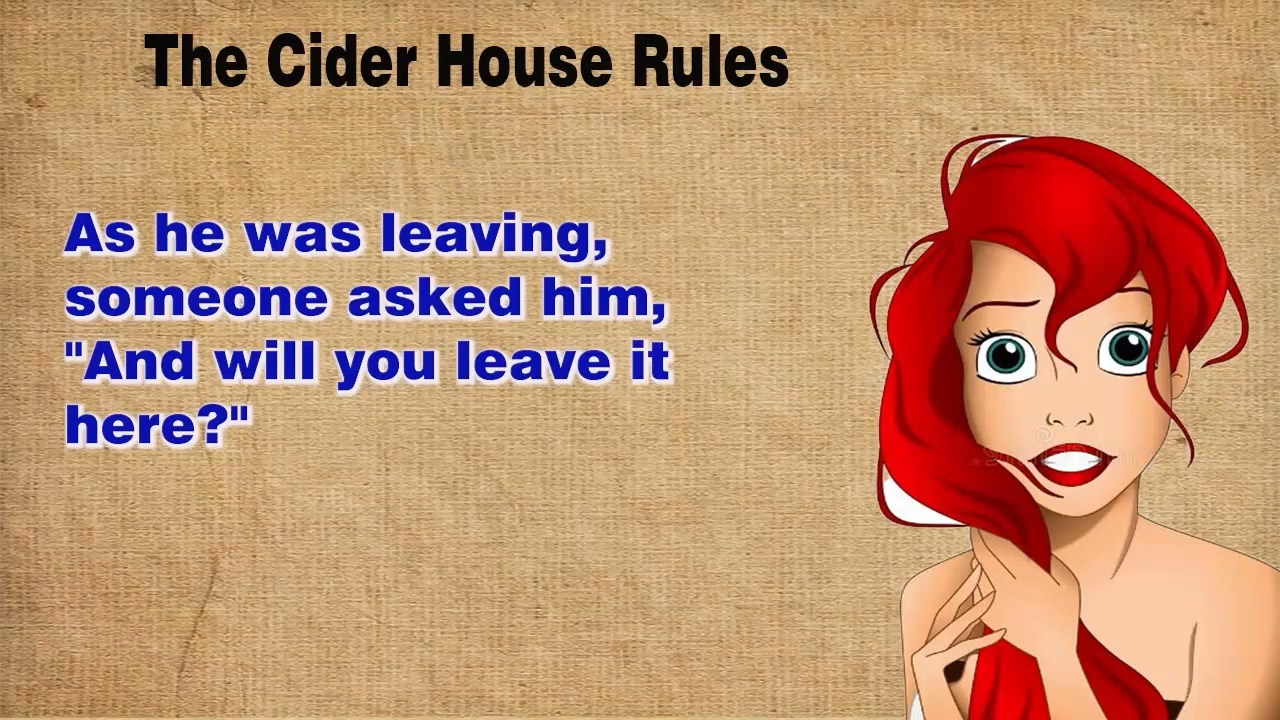 The Cider House Rules
As he was leaving,
someone asked him,
"And will you leave it
here?"